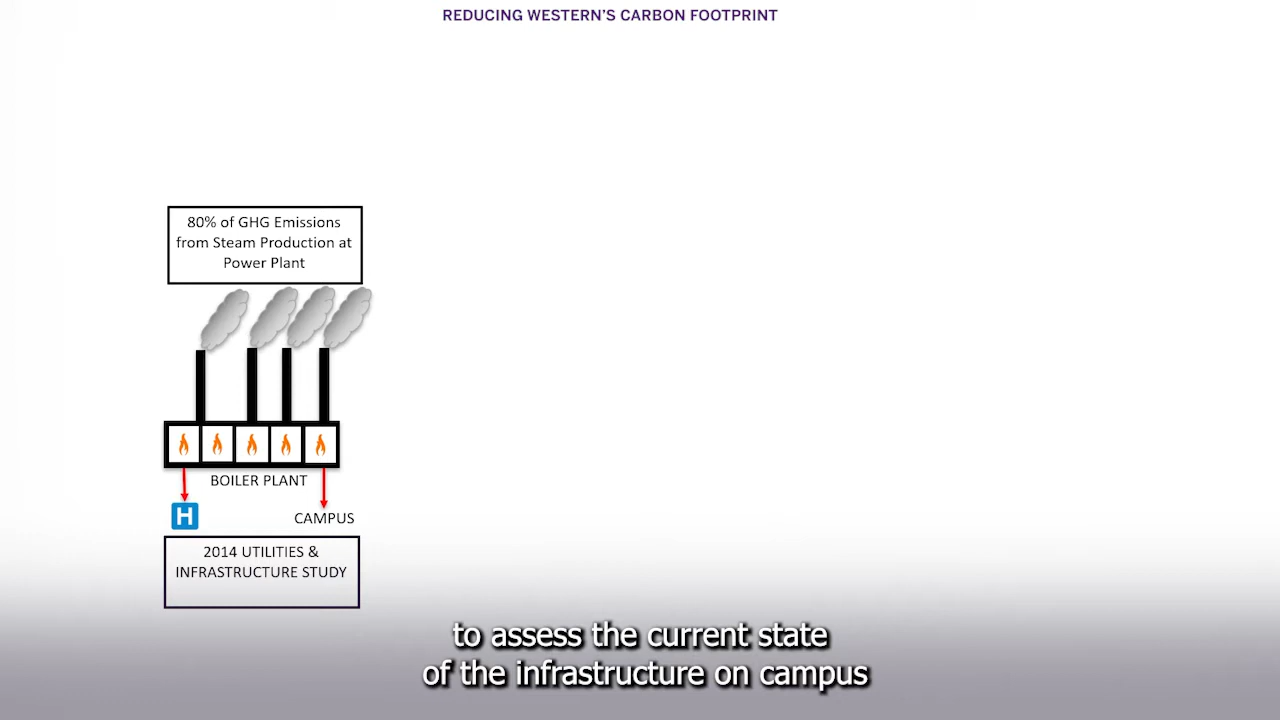 REDUCING WESTERN'S CARBON FOOTPRINT
80% of GHG Emissions
from Steam Production at
Power Plant
BOILER PLANT
H
CAMPUS
2014 UTILITIES &
INFRASTRUCTURE STUDY
to assess the current state
of the infrastructure on campus